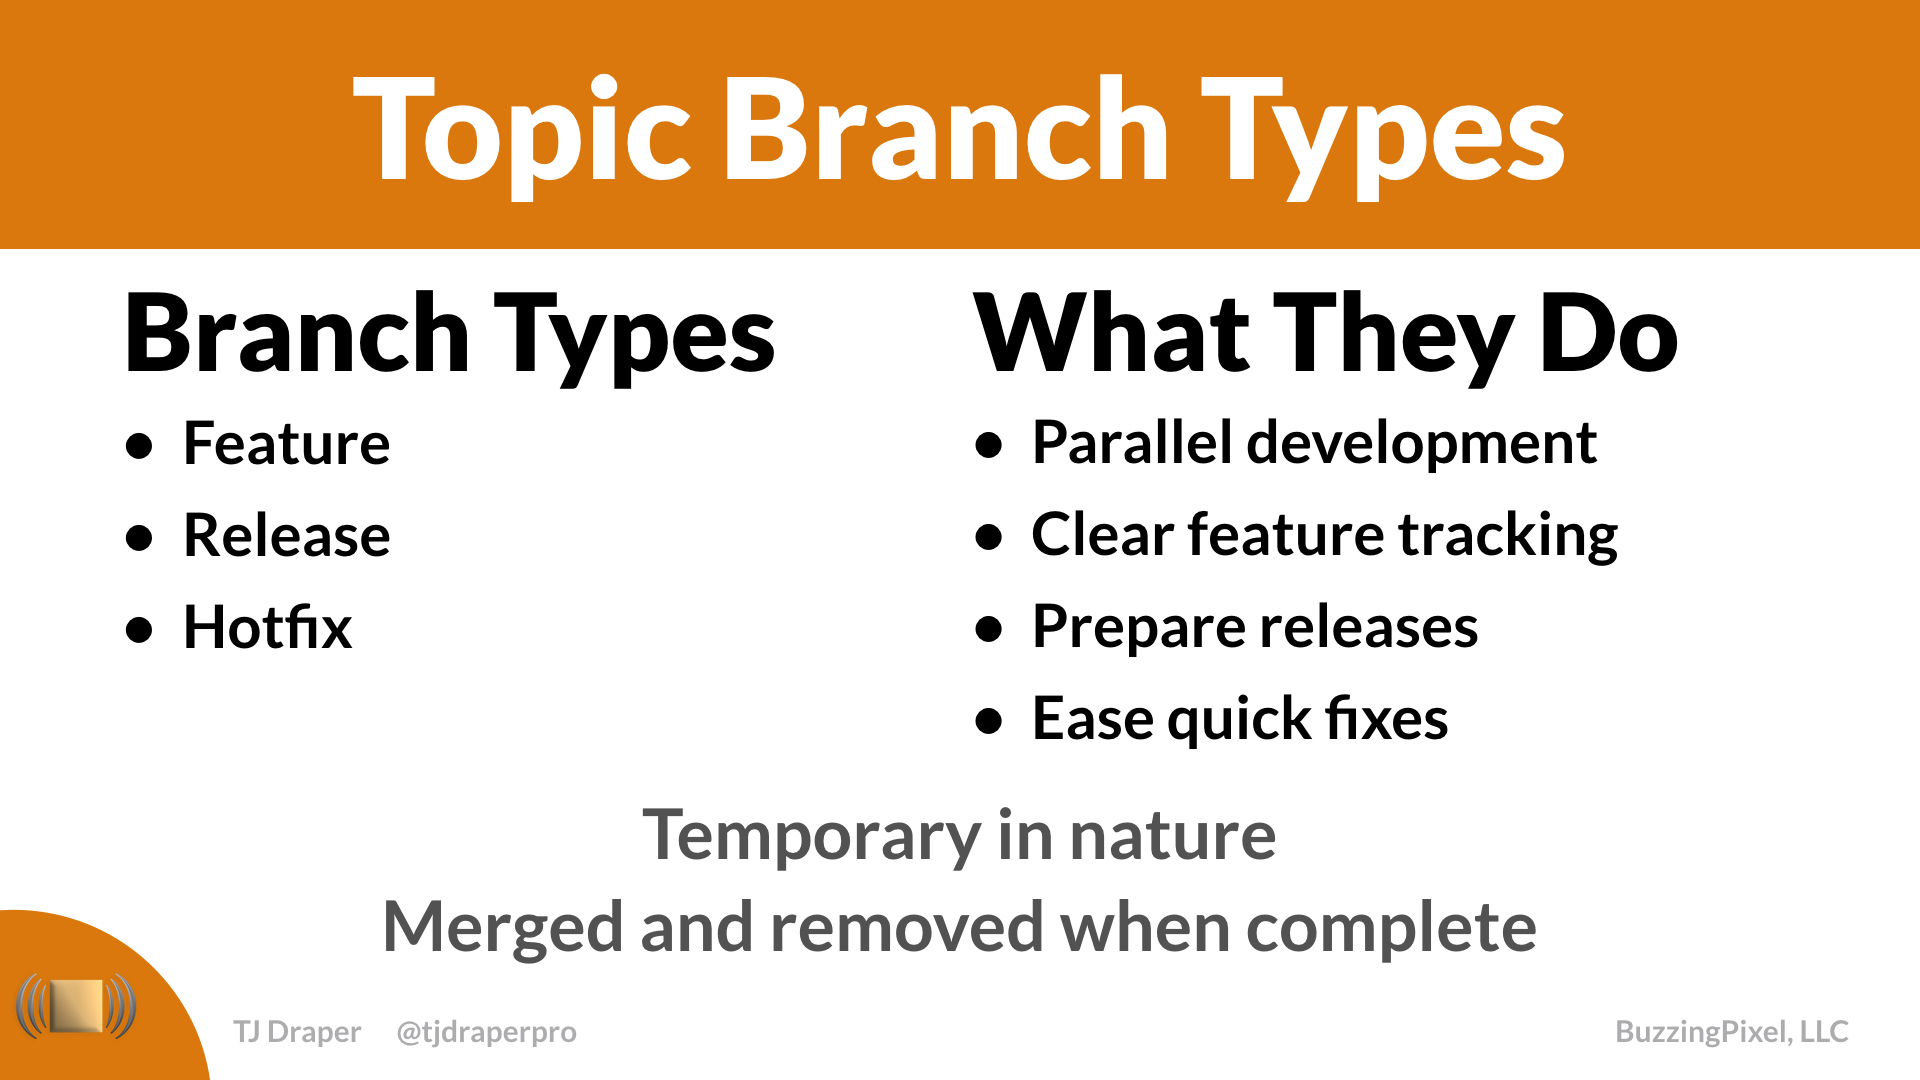 Topic Branch Types
Branch Types
• Feature
• Release
• Hotfix
What They Do
• Parallel development
• Clear feature tracking
• Prepare releases
• Ease quick fixes
Temporary in nature
Merged and removed when complete
TJ Draper @tjdraperpro
BuzzingPixel, LLC